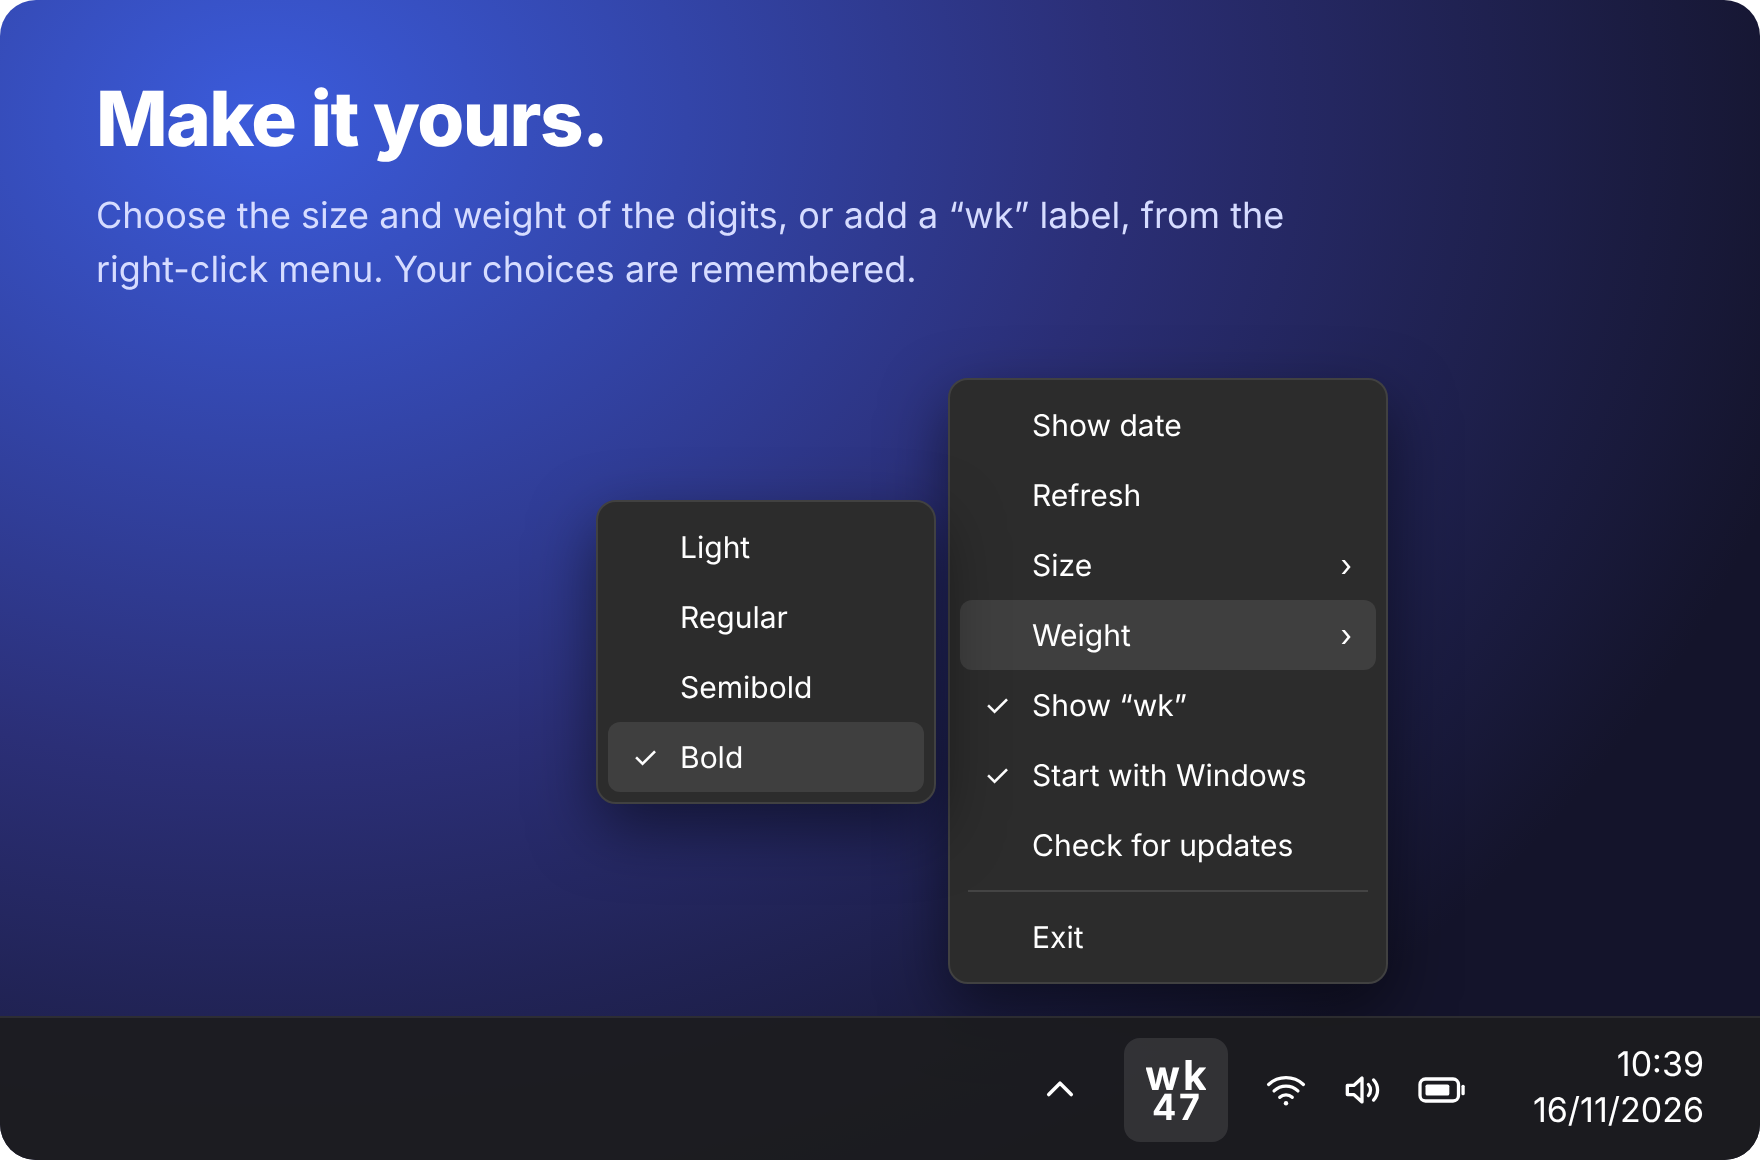 Make it yours.
Choose the size and weight of the digits, or add a “wk” label, from the
right-click menu. Your choices are remembered.
Show date
Refresh
Size ›
Weight ›
Show “wk”
Start with Windows
Check for updates
Exit
Light
Regular
Semibold
Bold
wk
47
10:39
16/11/2026